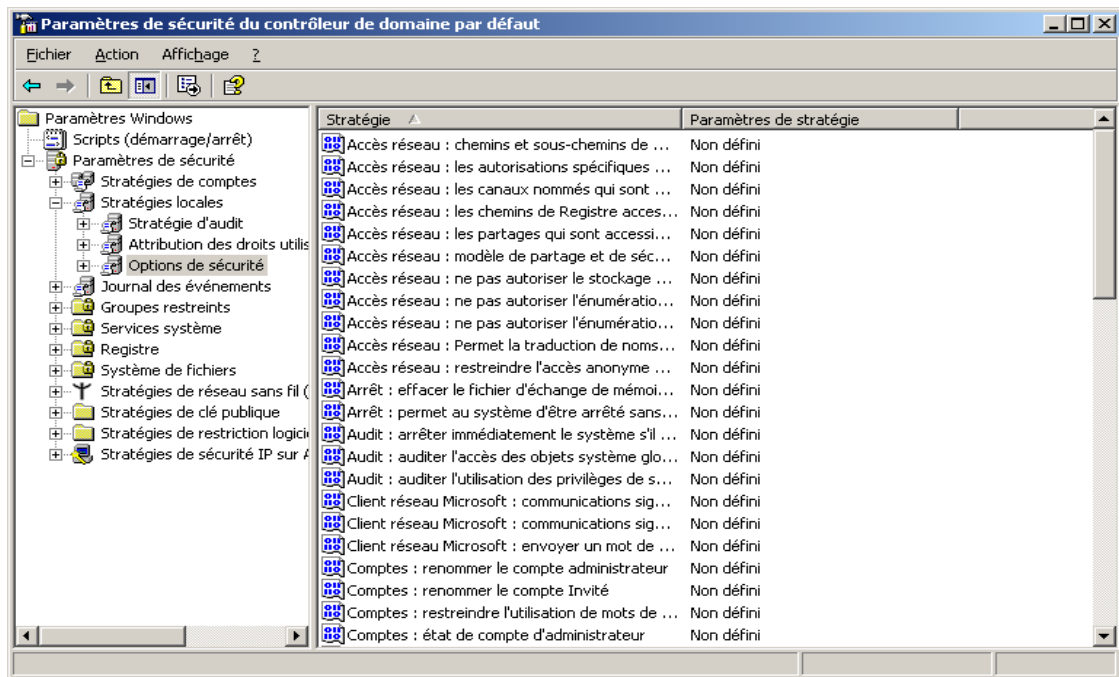 Paramètres de sécurité du contrôleur de domaine par défaut
Fichier Action Affichage ?
Paramètres Windows
Scripts (démarrage/arrêt)
Paramètres de sécurité
Stratégies de comptes
Stratégies locales
Stratégie d'audit
Attribution des droits utilis
Options de sécurité
Journal des événements
Groupes restreints
Services système
Registre
Système de fichiers
Stratégies de réseau sans fil (
Stratégies de clé publique
Stratégies de restriction logici
Stratégies de sécurité IP sur A
Stratégie Paramètres de stratégie
Accès réseau : chemins et sous-chemins de ... Non défini
Accès réseau : les autorisations spécifiques ... Non défini
Accès réseau : les canaux nommés qui sont ... Non défini
Accès réseau : les chemins de Registre acces... Non défini
Accès réseau : les partages qui sont accessi... Non défini
Accès réseau : modèle de partage et de séc... Non défini
Accès réseau : ne pas autoriser le stockage ... Non défini
Accès réseau : ne pas autoriser l'énumératio... Non défini
Accès réseau : ne pas autoriser l'énumératio... Non défini
Accès réseau : Permet la traduction de noms... Non défini
Accès réseau : restreindre l'accès anonyme ... Non défini
Arrêt : effacer le fichier d'échange de mémoi... Non défini
Arrêt : permet au système d'être arrêté sans... Non défini
Audit : arrêter immédiatement le système s'il ... Non défini
Audit : auditer l'accès des objets système glo... Non défini
Audit : auditer l'utilisation des privilèges de s... Non défini
Client réseau Microsoft : communications sig... Non défini
Client réseau Microsoft : communications sig... Non défini
Client réseau Microsoft : envoyer un mot de ... Non défini
Comptes : renommer le compte administrateur Non défini
Comptes : renommer le compte Invité Non défini
Comptes : restreindre l'utilisation de mots de ... Non défini
Comptes : état de compte d'administrateur Non défini